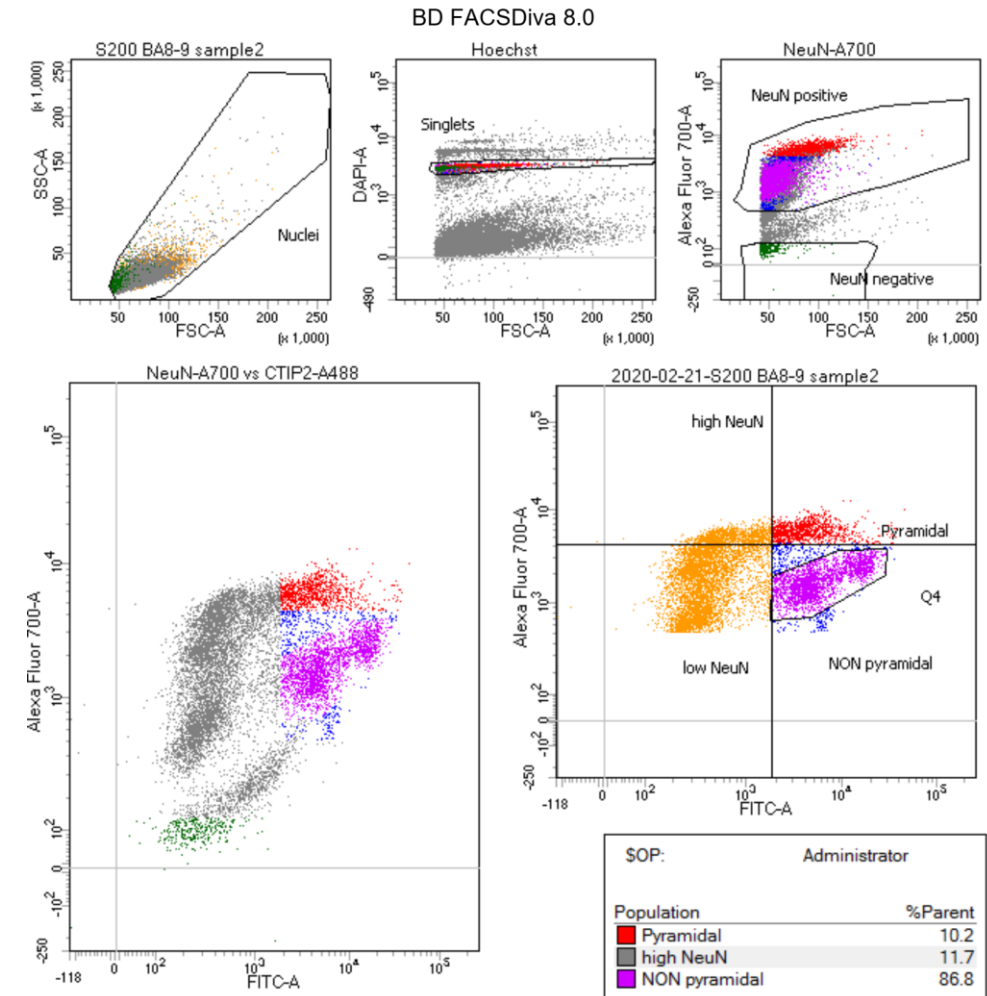 BD FACSDiva 8.0
S200 BA8-9 sample2
SSC-A
(x 1,000)
250
200
150
100
50
Nuclei
50 100 150 200 250
FSC-A
(x 1,000)
Hoechst
Singlets
DAPI-A
10^5
10^4
10^3
0
-490
50 100 150 200 250
FSC-A
(x 1,000)
NeuN-A700
NeuN positive
Alexa Fluor 700-A
10^5
10^4
10^3
10^2
0
-250
NeuN negative
50 100 150 200 250
FSC-A
(x 1,000)
NeuN-A700 vs CTIP2-A488
Alexa Fluor 700-A
10^5
10^4
10^3
10^2
0
-10^2
-250
-118 0 10^2 10^3 10^4 10^5
FITC-A
2020-02-21-S200 BA8-9 sample2
high NeuN
Pyramidal
Q4
low NeuN
NON pyramidal
Alexa Fluor 700-A
10^5
10^4
10^3
10^2
0
-10^2
-250
-118 0 10^2 10^3 10^4 10^5
FITC-A
$OP: Administrator
Population %Parent
Pyramidal 10.2
high NeuN 11.7
NON pyramidal 86.8